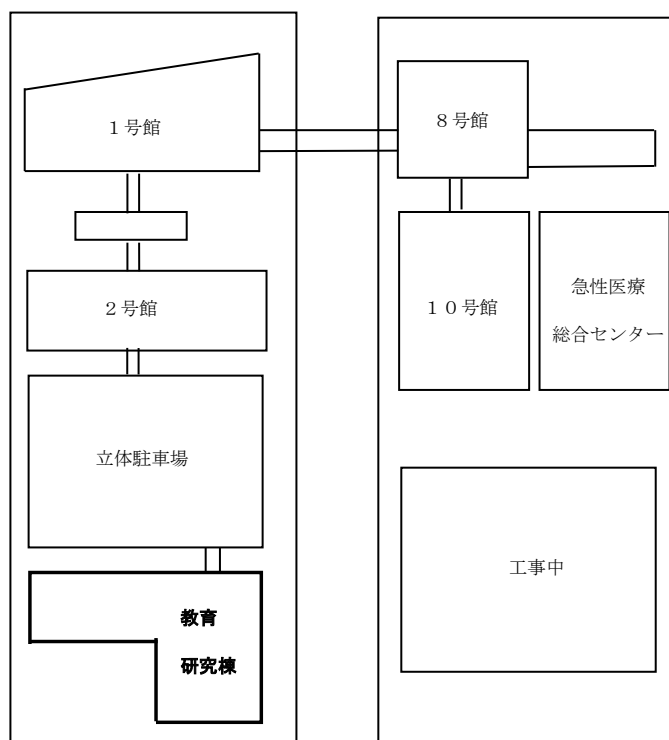 １号館
８号館
２号館
１０号館
急性医療
総合センター
立体駐車場
工事中
教育
研究棟